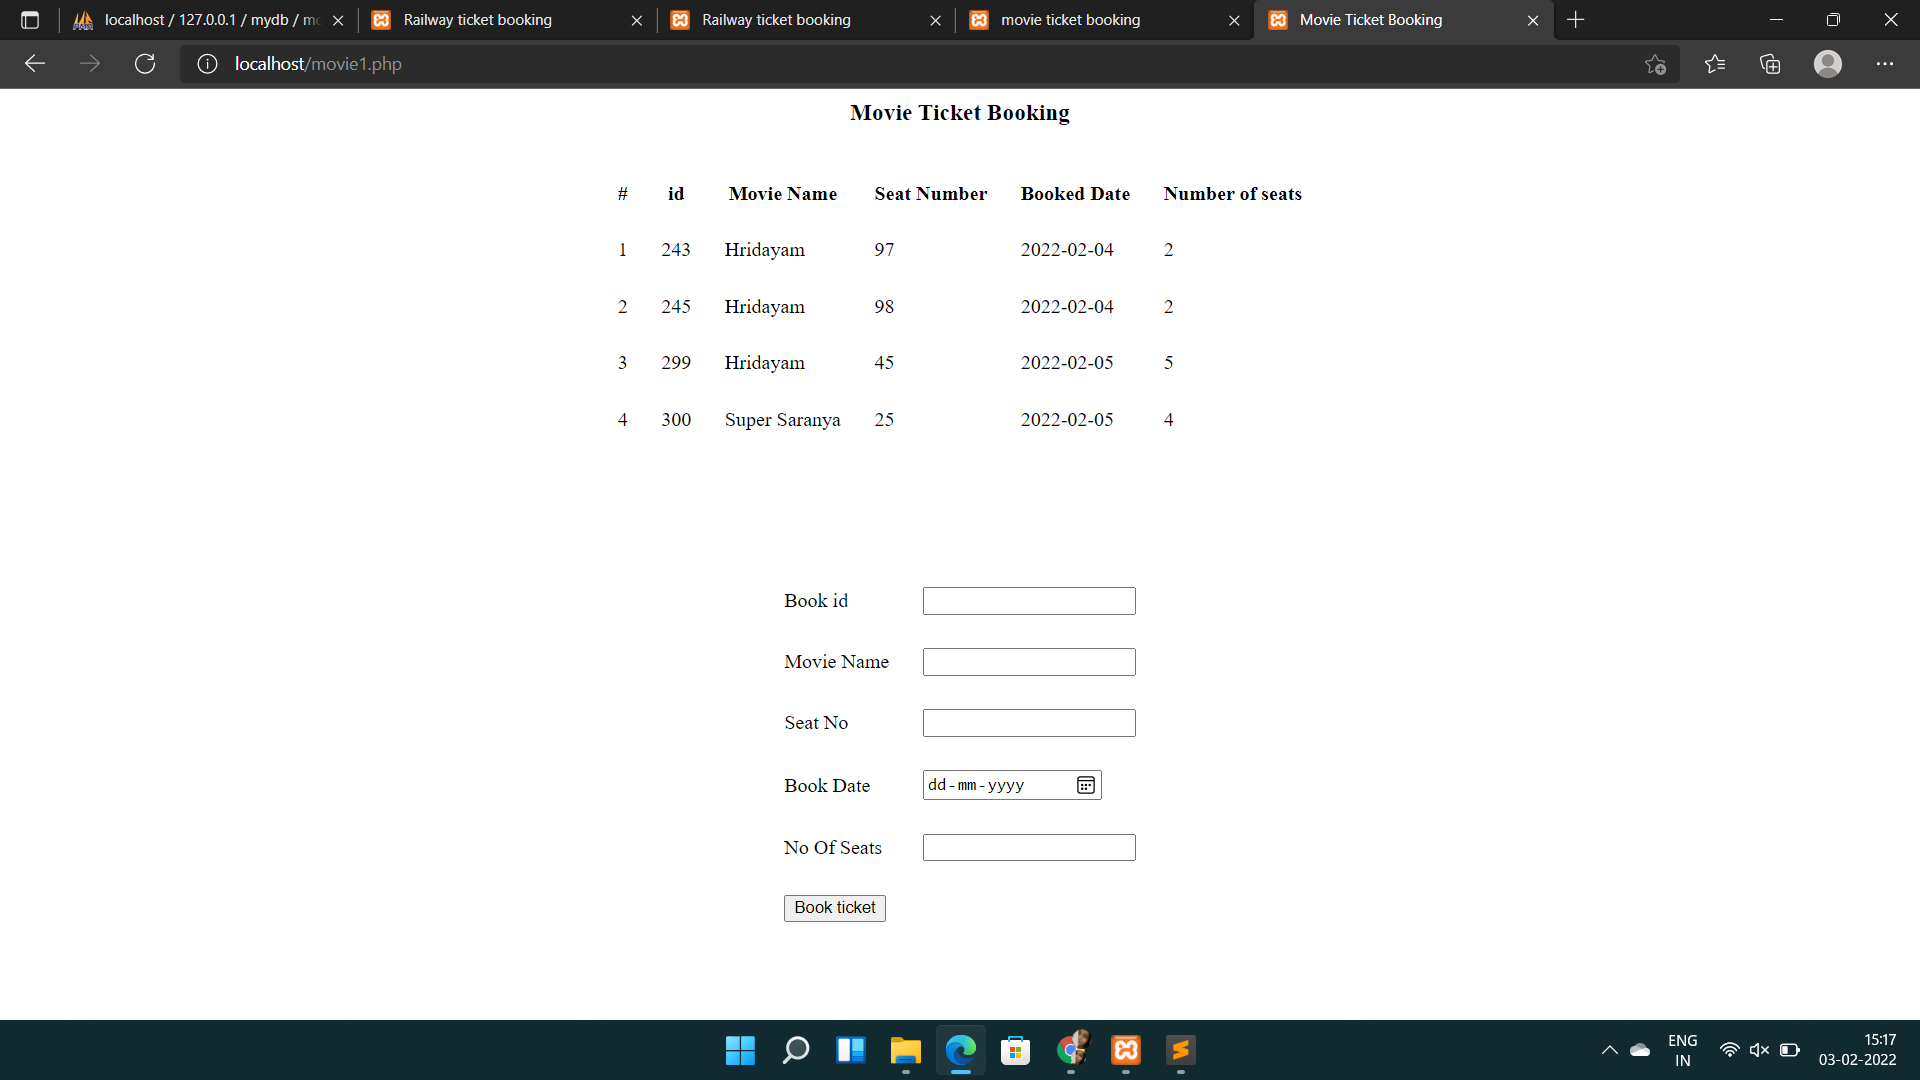 localhost / 127.0.0.1 / mydb / mo
Railway ticket booking
Railway ticket booking
movie ticket booking
Movie Ticket Booking
localhost/movie1.php
Movie Ticket Booking
# id Movie Name Seat Number Booked Date Number of seats
1 243 Hridayam 97 2022-02-04 2
2 245 Hridayam 98 2022-02-04 2
3 299 Hridayam 45 2022-02-05 5
4 300 Super Saranya 25 2022-02-05 4
Book id
Movie Name
Seat No
Book Date dd-mm-yyyy
No Of Seats
Book ticket
ENG
IN
15:17
03-02-2022